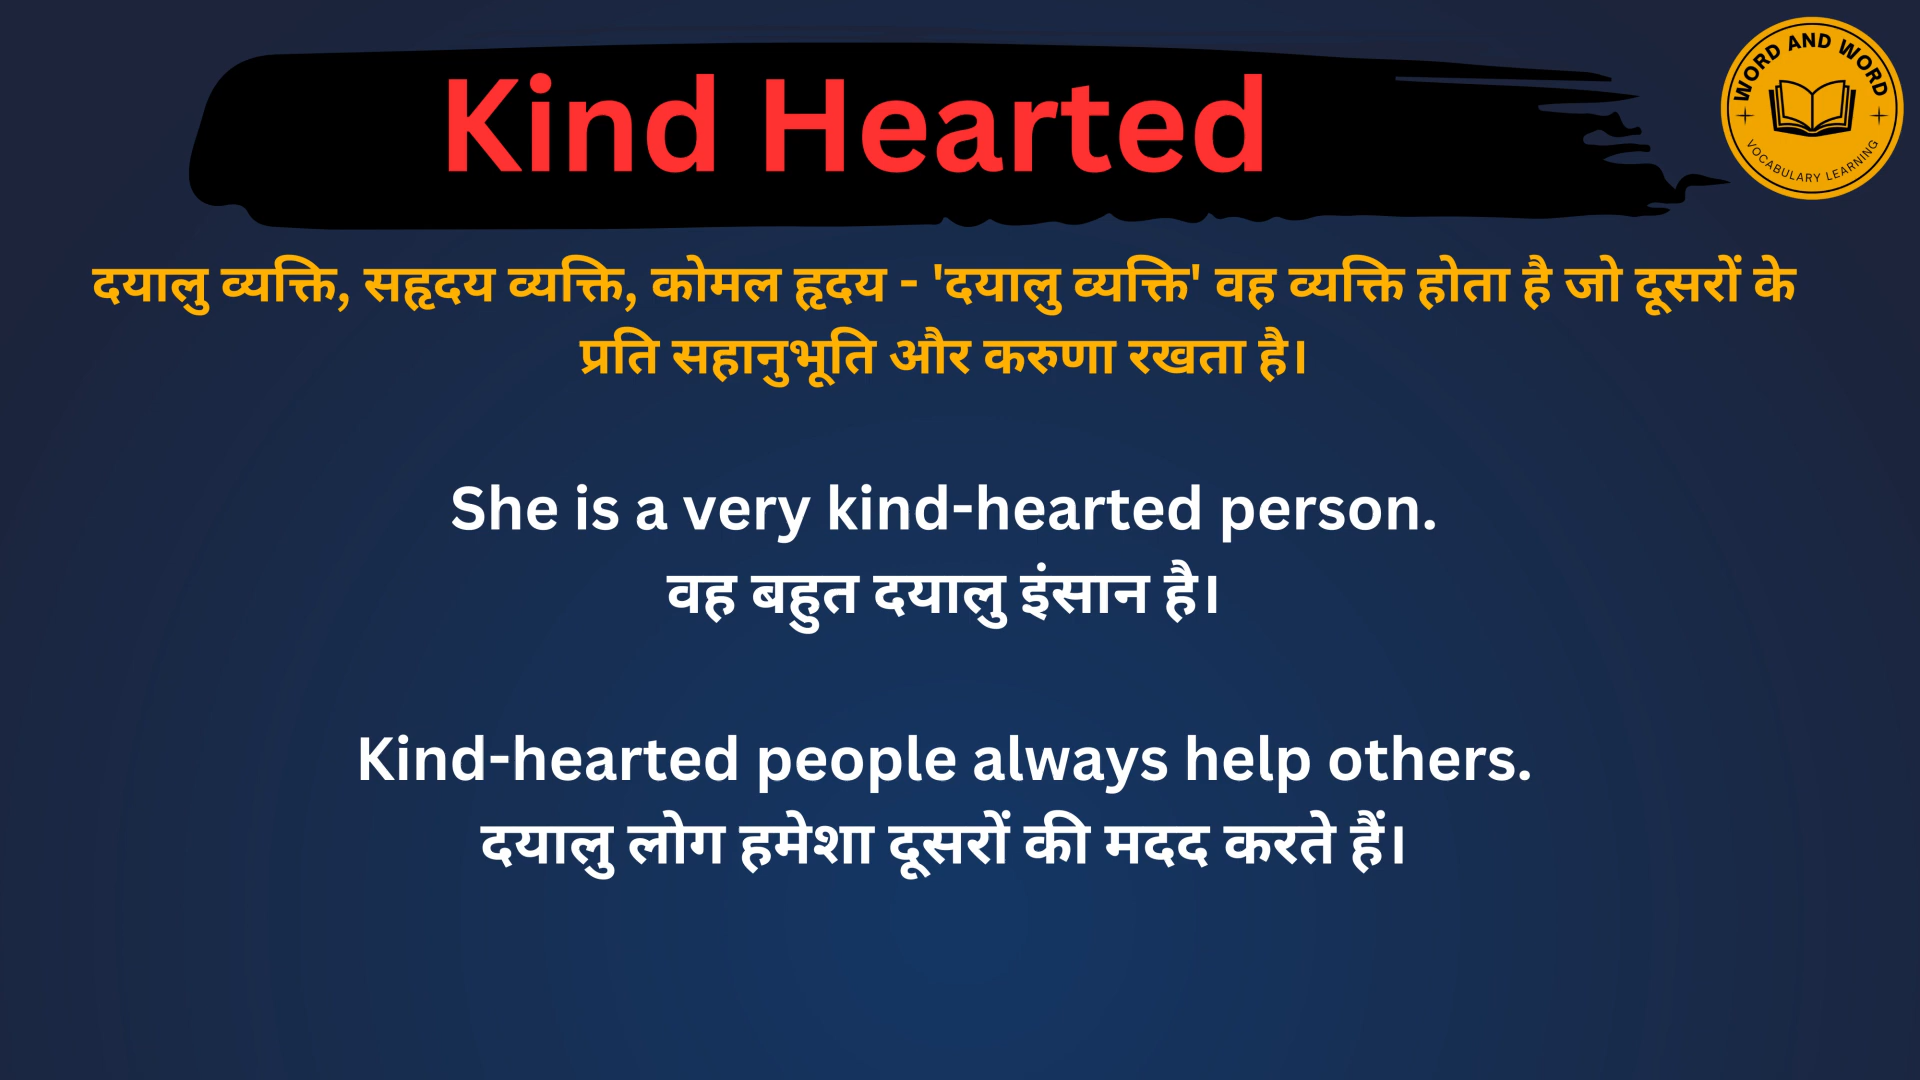 Kind Hearted
WORD AND WORD
VOCABULARY LEARNING
दयालु व्यक्ति, सहृदय व्यक्ति, कोमल हृदय - 'दयालु व्यक्ति' वह व्यक्ति होता है जो दूसरों के
प्रति सहानुभूति और करुणा रखता है।
She is a very kind-hearted person.
वह बहुत दयालु इंसान है।
Kind-hearted people always help others.
दयालु लोग हमेशा दूसरों की मदद करते हैं।